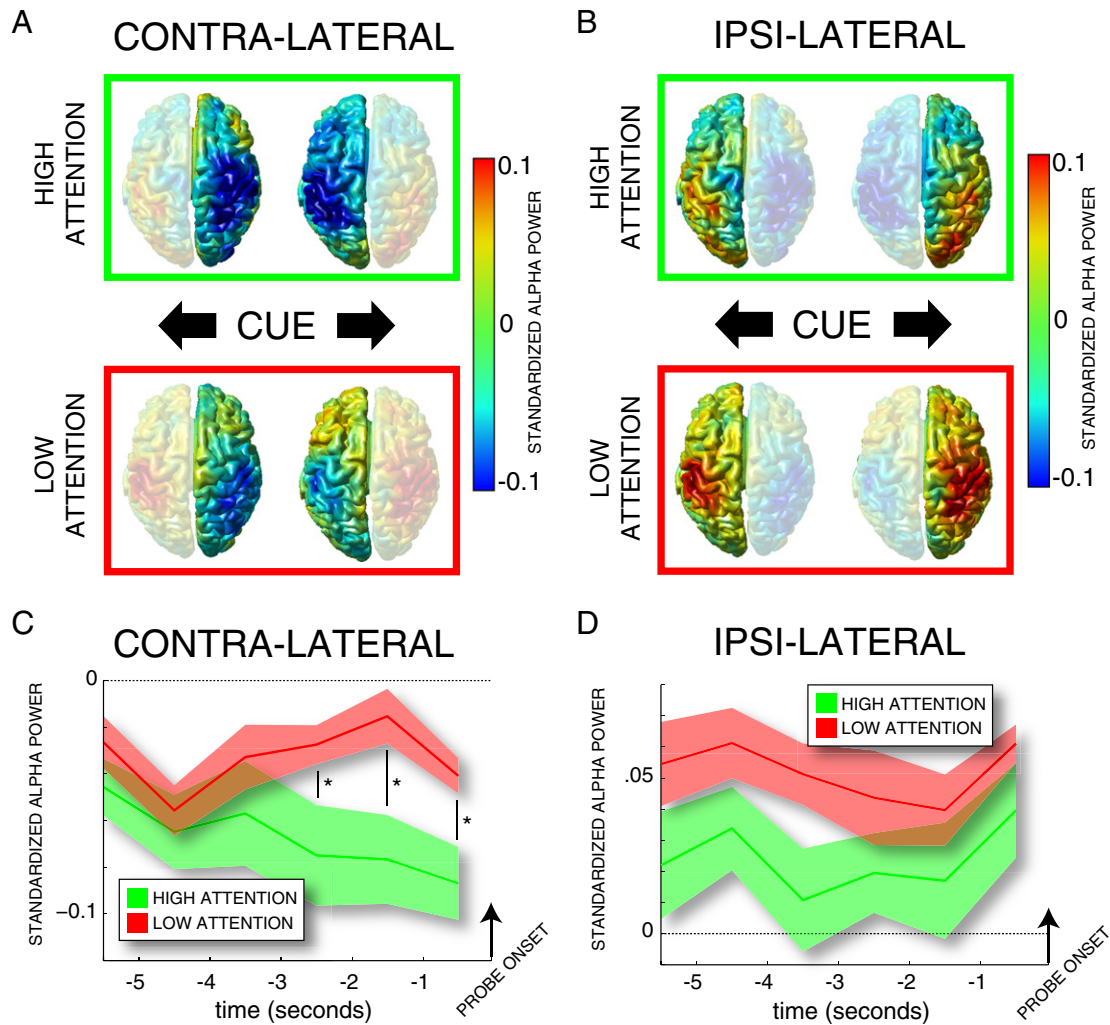 A
CONTRA-LATERAL
HIGH
ATTENTION
0.1
0
-0.1
STANDARDIZED ALPHA POWER
CUE
LOW
ATTENTION
B
IPSI-LATERAL
HIGH
ATTENTION
0.1
0
-0.1
STANDARDIZED ALPHA POWER
CUE
LOW
ATTENTION
C
CONTRA-LATERAL
STANDARDIZED ALPHA POWER
0
−0.1
* * *
HIGH ATTENTION
LOW ATTENTION
-5 -4 -3 -2 -1
time (seconds)
PROBE ONSET
D
IPSI-LATERAL
STANDARDIZED ALPHA POWER
.05
0
HIGH ATTENTION
LOW ATTENTION
-5 -4 -3 -2 -1
time (seconds)
PROBE ONSET